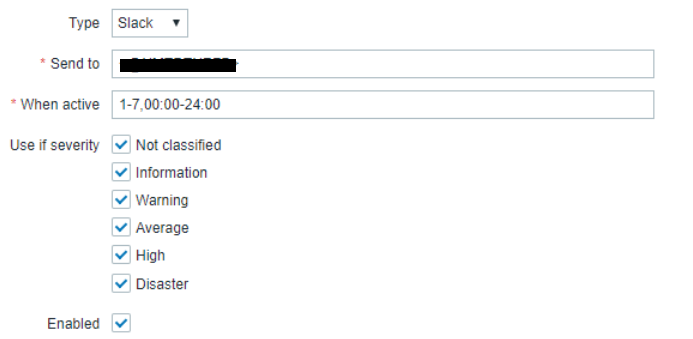 Type Slack
* Send to
* When active 1-7,00:00-24:00
Use if severity Not classified
Information
Warning
Average
High
Disaster
Enabled